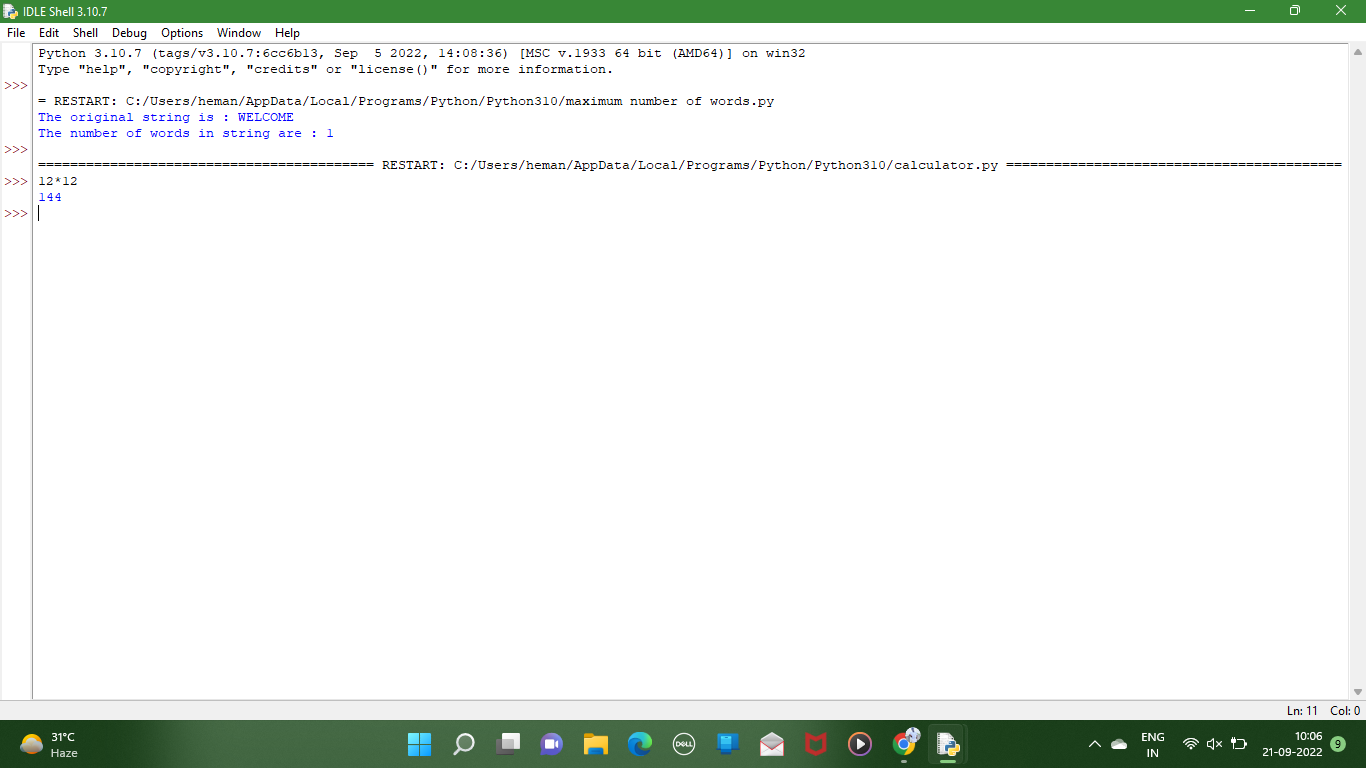 IDLE Shell 3.10.7
File Edit Shell Debug Options Window Help
Python 3.10.7 (tags/v3.10.7:6cc6b13, Sep  5 2022, 14:08:36) [MSC v.1933 64 bit (AMD64)] on win32
Type "help", "copyright", "credits" or "license()" for more information.
>>>
= RESTART: C:/Users/heman/AppData/Local/Programs/Python/Python310/maximum number of words.py
The original string is : WELCOME
The number of words in string are : 1
>>>
========================================== RESTART: C:/Users/heman/AppData/Local/Programs/Python/Python310/calculator.py ==========================================
>>> 12*12
144
>>>
Ln: 11 Col: 0
31°C
Haze
DELL
ENG
IN
10:06
21-09-2022
9